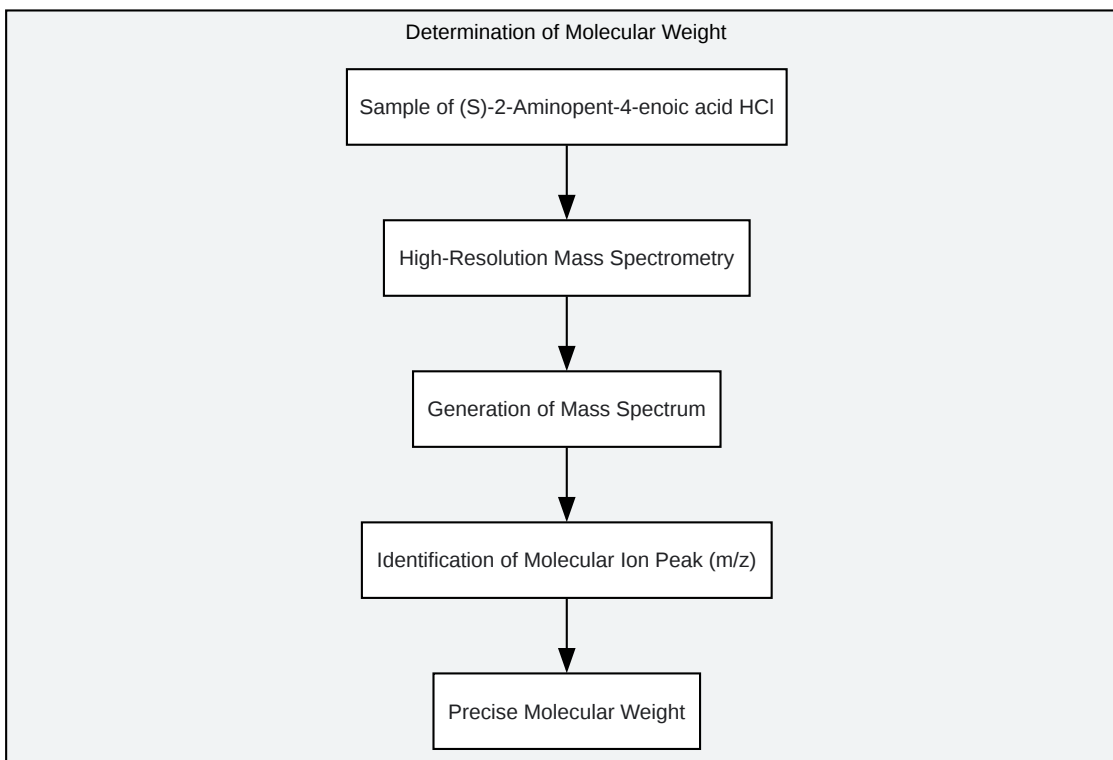 Determination of Molecular Weight
Sample of (S)-2-Aminopent-4-enoic acid HCl
High-Resolution Mass Spectrometry
Generation of Mass Spectrum
Identification of Molecular Ion Peak (m/z)
Precise Molecular Weight